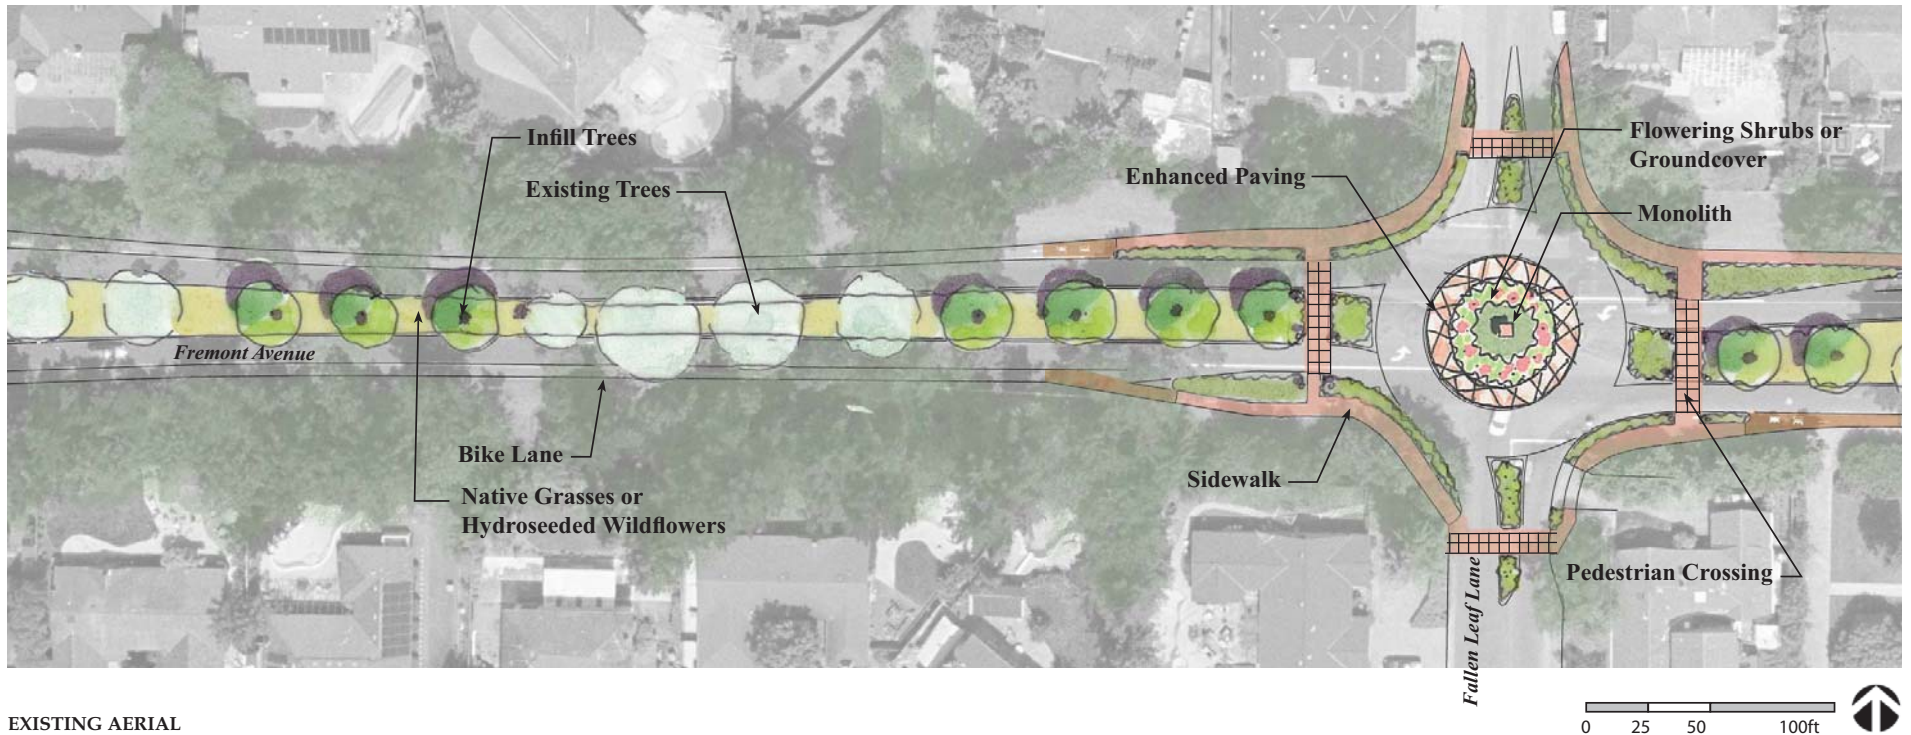 Infill Trees
Existing Trees
Enhanced Paving
Flowering Shrubs or
Groundcover
Monolith
Fremont Avenue
Bike Lane
Native Grasses or
Hydroseeded Wildflowers
Sidewalk
Pedestrian Crossing
Fallen Leaf Lane
EXISTING AERIAL
0 25 50 100ft